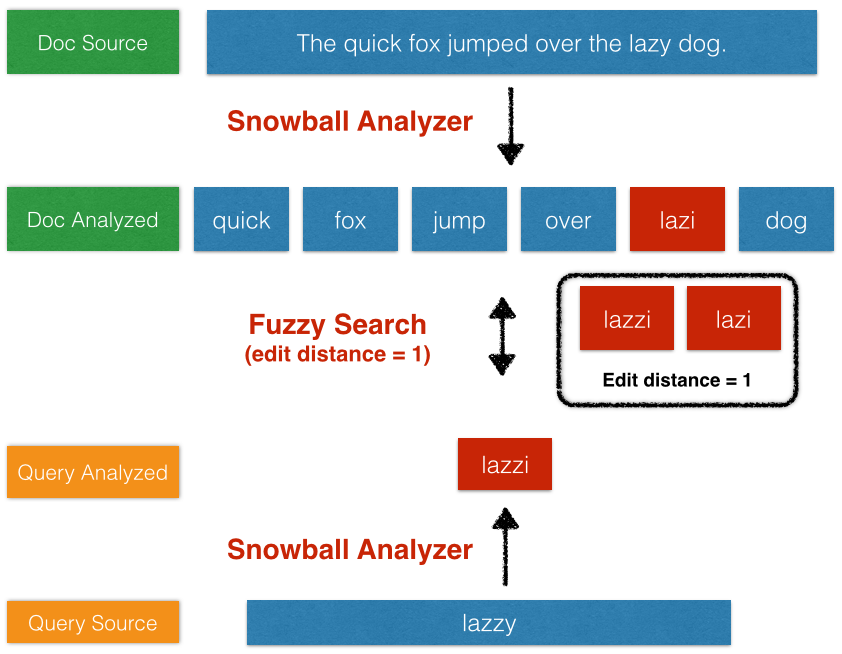 Doc Source
The quick fox jumped over the lazy dog.
Snowball Analyzer
Doc Analyzed
quick
fox
jump
over
lazi
dog
Fuzzy Search
(edit distance = 1)
lazzi
lazi
Edit distance = 1
Query Analyzed
lazzi
Snowball Analyzer
Query Source
lazzy